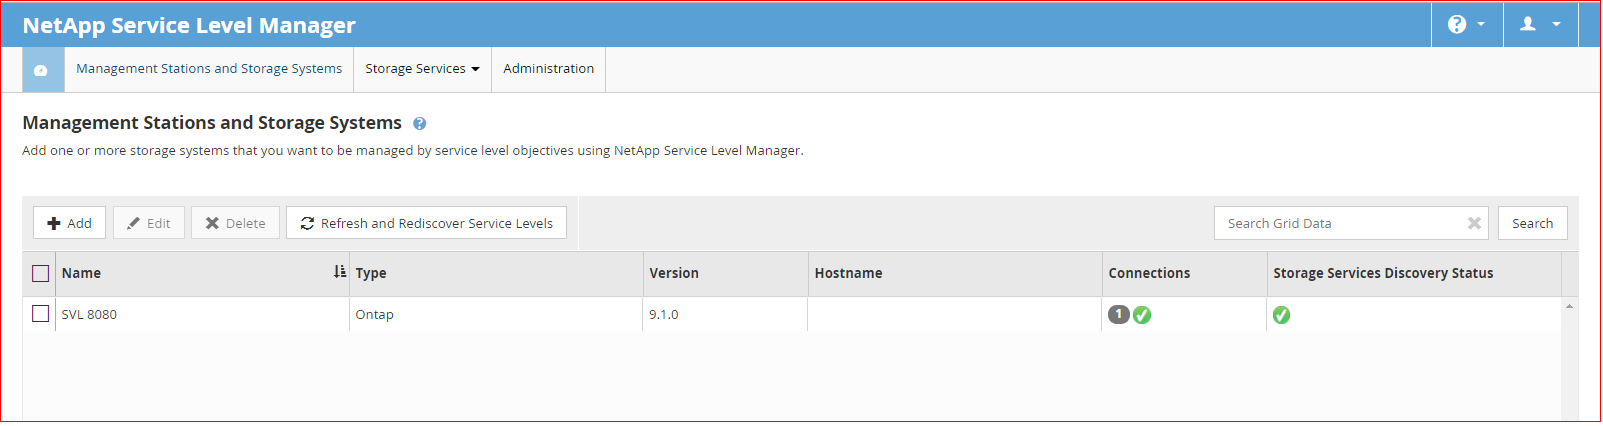 NetApp Service Level Manager
Management Stations and Storage Systems Storage Services Administration
Management Stations and Storage Systems
Add one or more storage systems that you want to be managed by service level objectives using NetApp Service Level Manager.
Add Edit Delete Refresh and Rediscover Service Levels Search Grid Data Search
Name Type Version Hostname Connections Storage Services Discovery Status
SVL 8080 Ontap 9.1.0 1